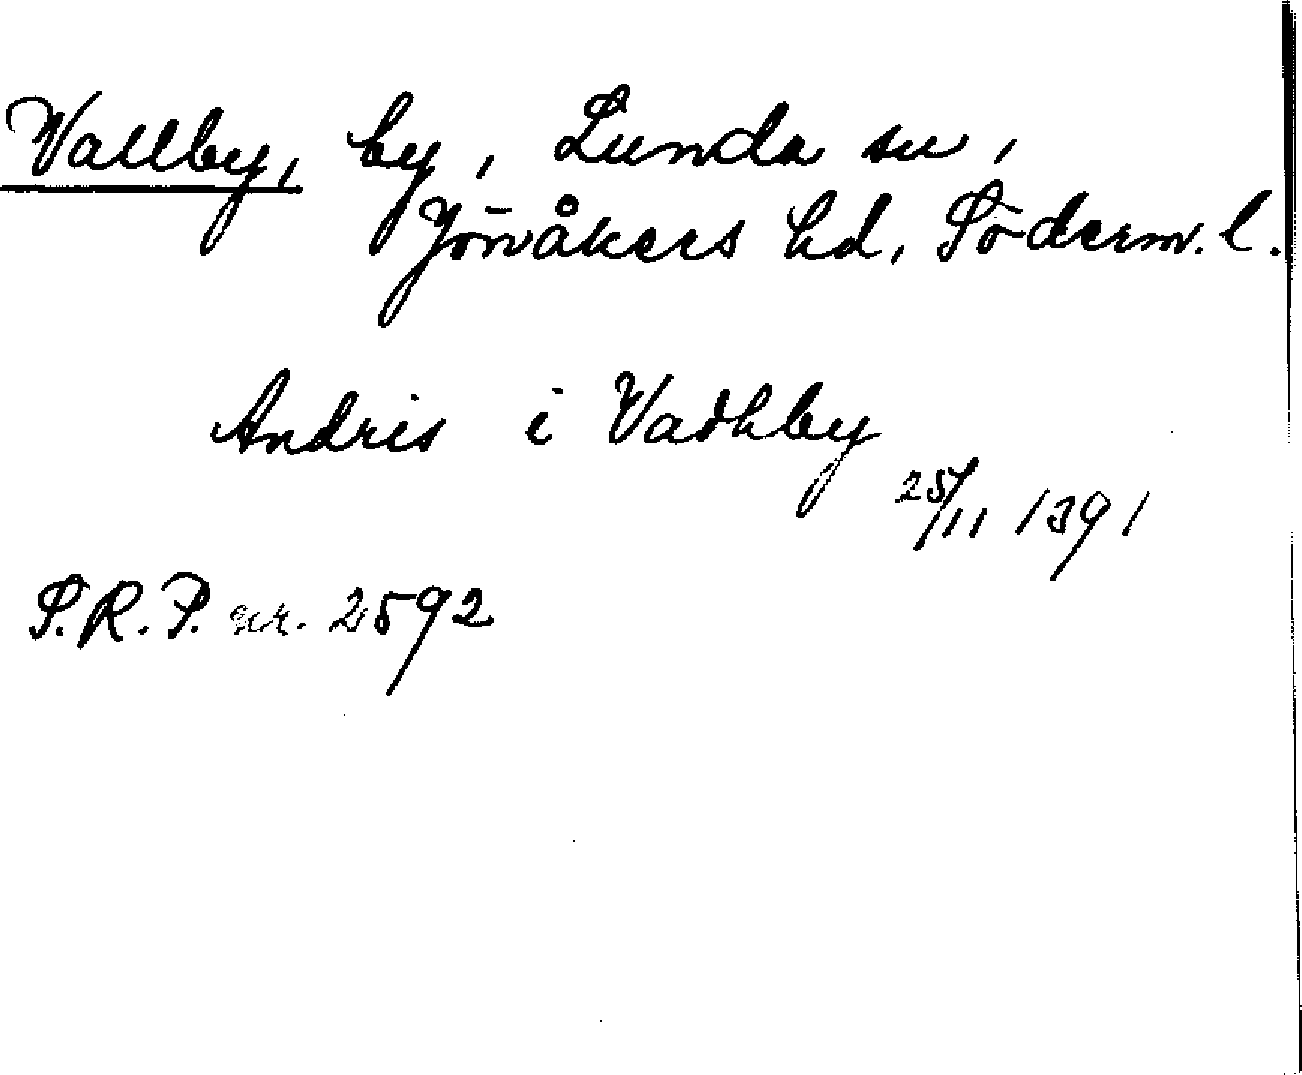 Vallby, by, Lunda sn,
Jönåkers hd, Söderm. l.
Andris i Vadhby
25/11 1391
S.R.P. nr. 2592